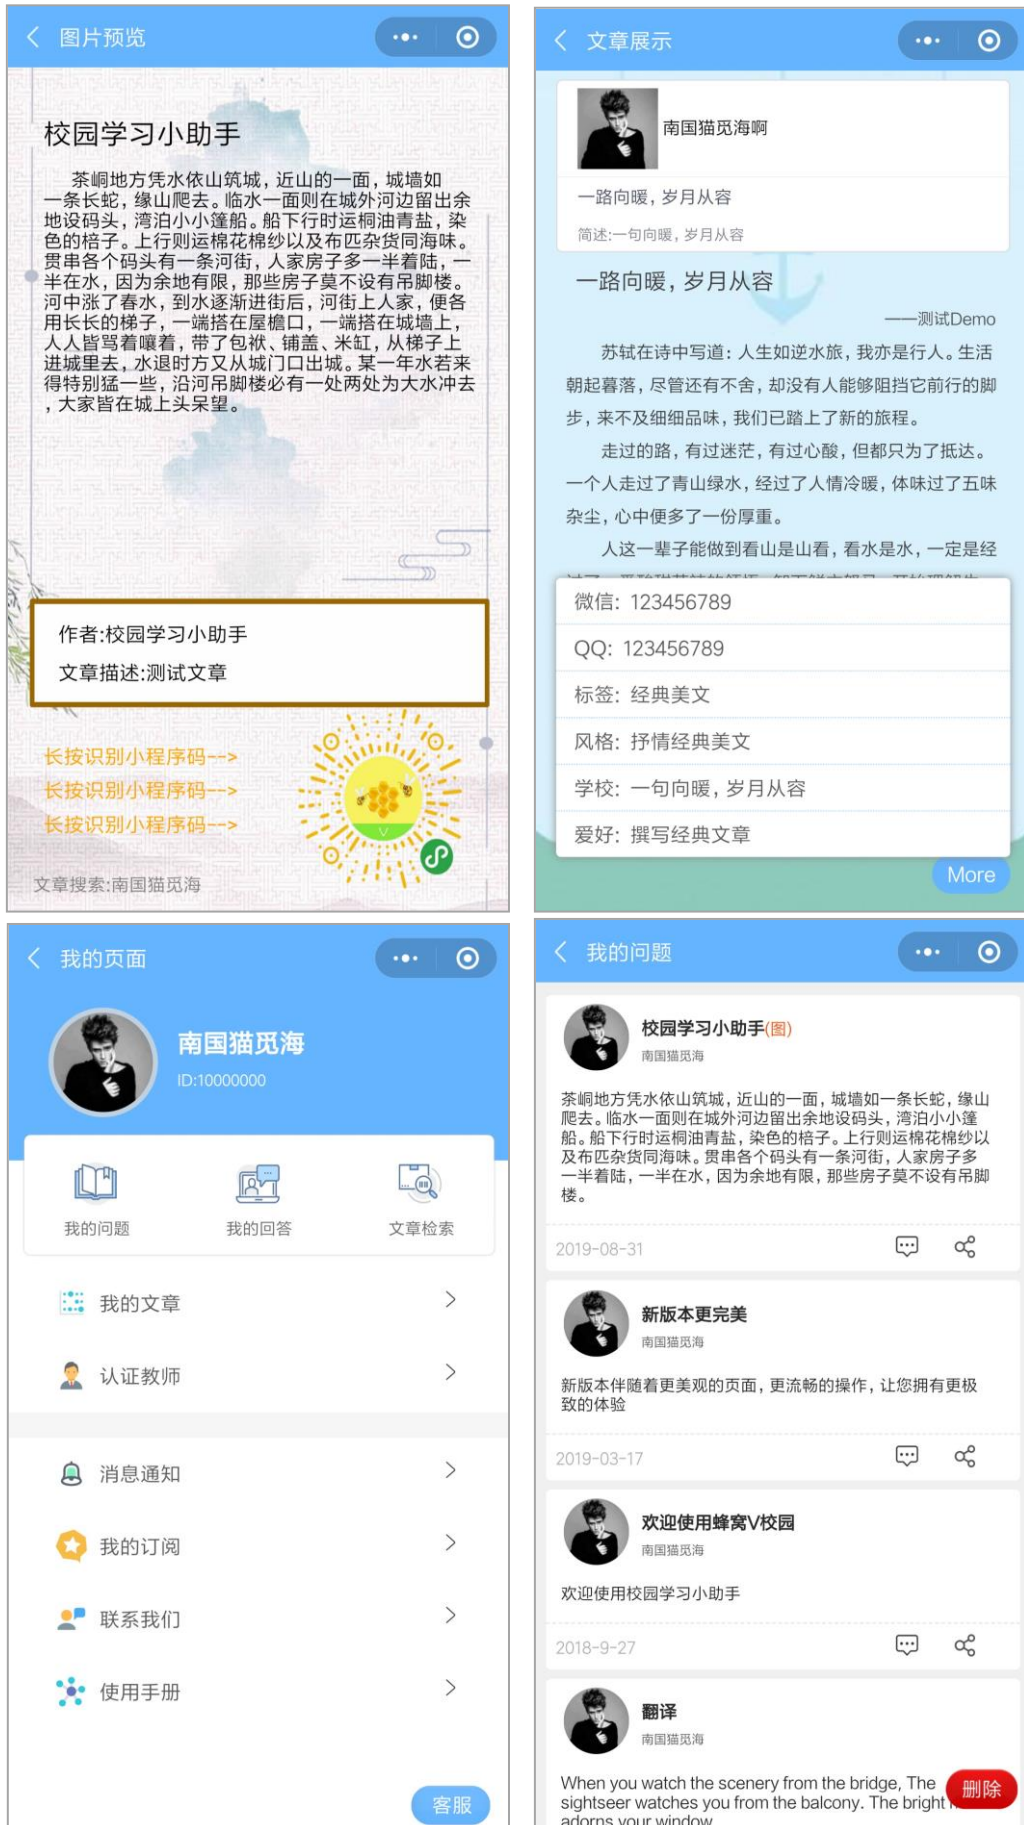 图片预览
校园学习小助手
茶峒地方凭水依山筑城，近山的一面，城墙如
一条长蛇，缘山爬去。临水一面则在城外河边留出余
地设码头，湾泊小小篷船。船下行时运桐油青盐，染
色的棓子。上行则运棉花棉纱以及布匹杂货同海味。
贯串各个码头有一条河街，人家房子多一半着陆，一
半在水，因为余地有限，那些房子莫不设有吊脚楼。
河中涨了春水，到水逐渐进街后，河街上人家，便各
用长长的梯子，一端搭在屋檐口，一端搭在城墙上，
人人皆骂着嚷着，带了包袱、铺盖、米缸，从梯子上
进城里去，水退时方又从城门口出城。某一年水若来
得特别猛一些，沿河吊脚楼必有一处两处为大水冲去
，大家皆在城上头呆望。
作者:校园学习小助手
文章描述:测试文章
长按识别小程序码-->
长按识别小程序码-->
长按识别小程序码-->
文章搜索:南国猫觅海
文章展示
南国猫觅海啊
一路向暖，岁月从容
简述:一句向暖，岁月从容
一路向暖，岁月从容
——测试Demo
苏轼在诗中写道：人生如逆水旅，我亦是行人。生活
朝起暮落，尽管还有不舍，却没有人能够阻挡它前行的脚
步，来不及细细品味，我们已踏上了新的旅程。
走过的路，有过迷茫，有过心酸，但都只为了抵达。
一个人走过了青山绿水，经过了人情冷暖，体味过了五味
杂尘，心中便多了一份厚重。
人这一辈子能做到看山是山看，看水是水，一定是经
微信: 123456789
QQ: 123456789
标签: 经典美文
风格: 抒情经典美文
学校: 一句向暖，岁月从容
爱好: 撰写经典文章
More
我的页面
南国猫觅海
ID:10000000
我的问题
我的回答
文章检索
我的文章
认证教师
消息通知
我的订阅
联系我们
使用手册
客服
我的问题
校园学习小助手(图)
南国猫觅海
茶峒地方凭水依山筑城，近山的一面，城墙如一条长蛇，缘山
爬去。临水一面则在城外河边留出余地设码头，湾泊小小篷
船。船下行时运桐油青盐，染色的棓子。上行则运棉花棉纱以
及布匹杂货同海味。贯串各个码头有一条河街，人家房子多
一半着陆，一半在水，因为余地有限，那些房子莫不设有吊脚
楼。
2019-08-31
新版本更完美
南国猫觅海
新版本伴随着更美观的页面，更流畅的操作，让您拥有更极
致的体验
2019-03-17
欢迎使用蜂窝V校园
南国猫觅海
欢迎使用校园学习小助手
2018-9-27
翻译
南国猫觅海
When you watch the scenery from the bridge, The
sightseer watches you from the balcony. The bright
adorns your window
删除